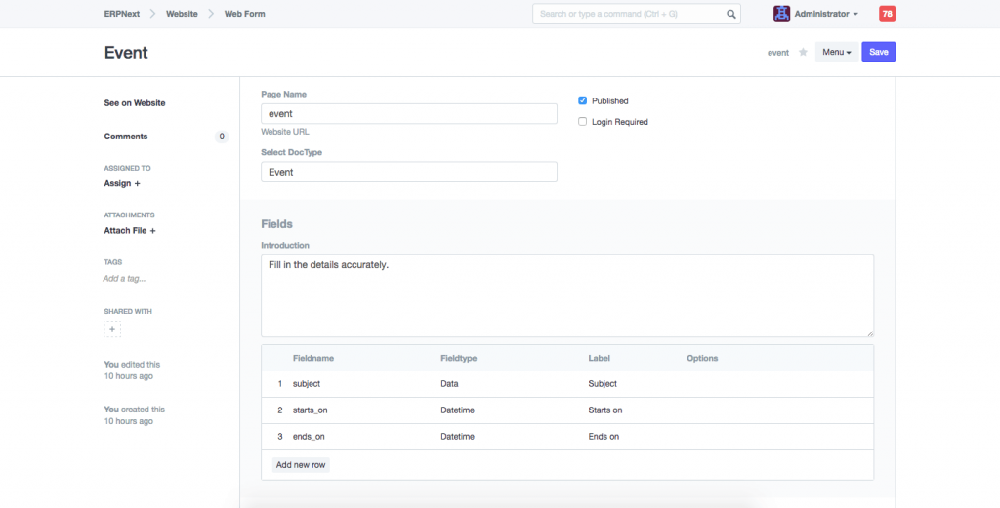 ERPNext
Website
Web Form
Search or type a command (Ctrl + G)
Administrator
78
Event
event
Menu
Save
See on Website
Comments
0
ASSIGNED TO
Assign +
ATTACHMENTS
Attach File +
TAGS
Add a tag...
SHARED WITH
+
You edited this
10 hours ago
You created this
10 hours ago
Page Name
event
Website URL
Select DocType
Event
Published
Login Required
Fields
Introduction
Fill in the details accurately.
Fieldname Fieldtype Label Options
1 subject Data Subject
2 starts_on Datetime Starts on
3 ends_on Datetime Ends on
Add new row